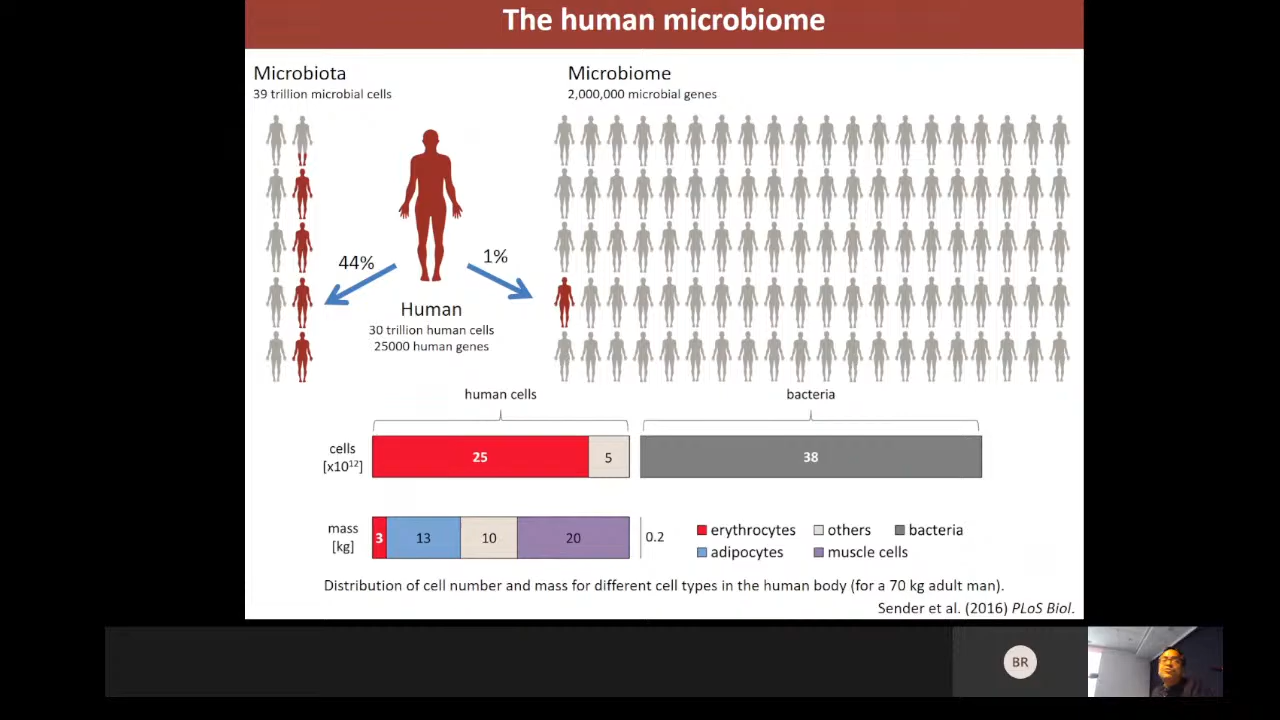 The human microbiome
Microbiota
39 trillion microbial cells
Microbiome
2,000,000 microbial genes
44%
1%
Human
30 trillion human cells
25000 human genes
human cells
bacteria
cells
[x10¹²]
25
5
38
mass
[kg]
3
13
10
20
0.2
erythrocytes
others
bacteria
adipocytes
muscle cells
Distribution of cell number and mass for different cell types in the human body (for a 70 kg adult man).
Sender et al. (2016) PLoS Biol.
BR